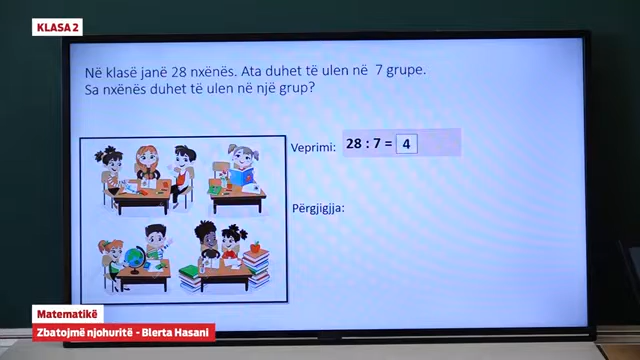 KLASA 2
Në klasë janë 28 nxënës. Ata duhet të ulen në 7 grupe.
Sa nxënës duhet të ulen në një grup?
Veprimi: 28 : 7 = 4
Përgjigjja:
Matematikë
Zbatojmë njohuritë - Blerta Hasani